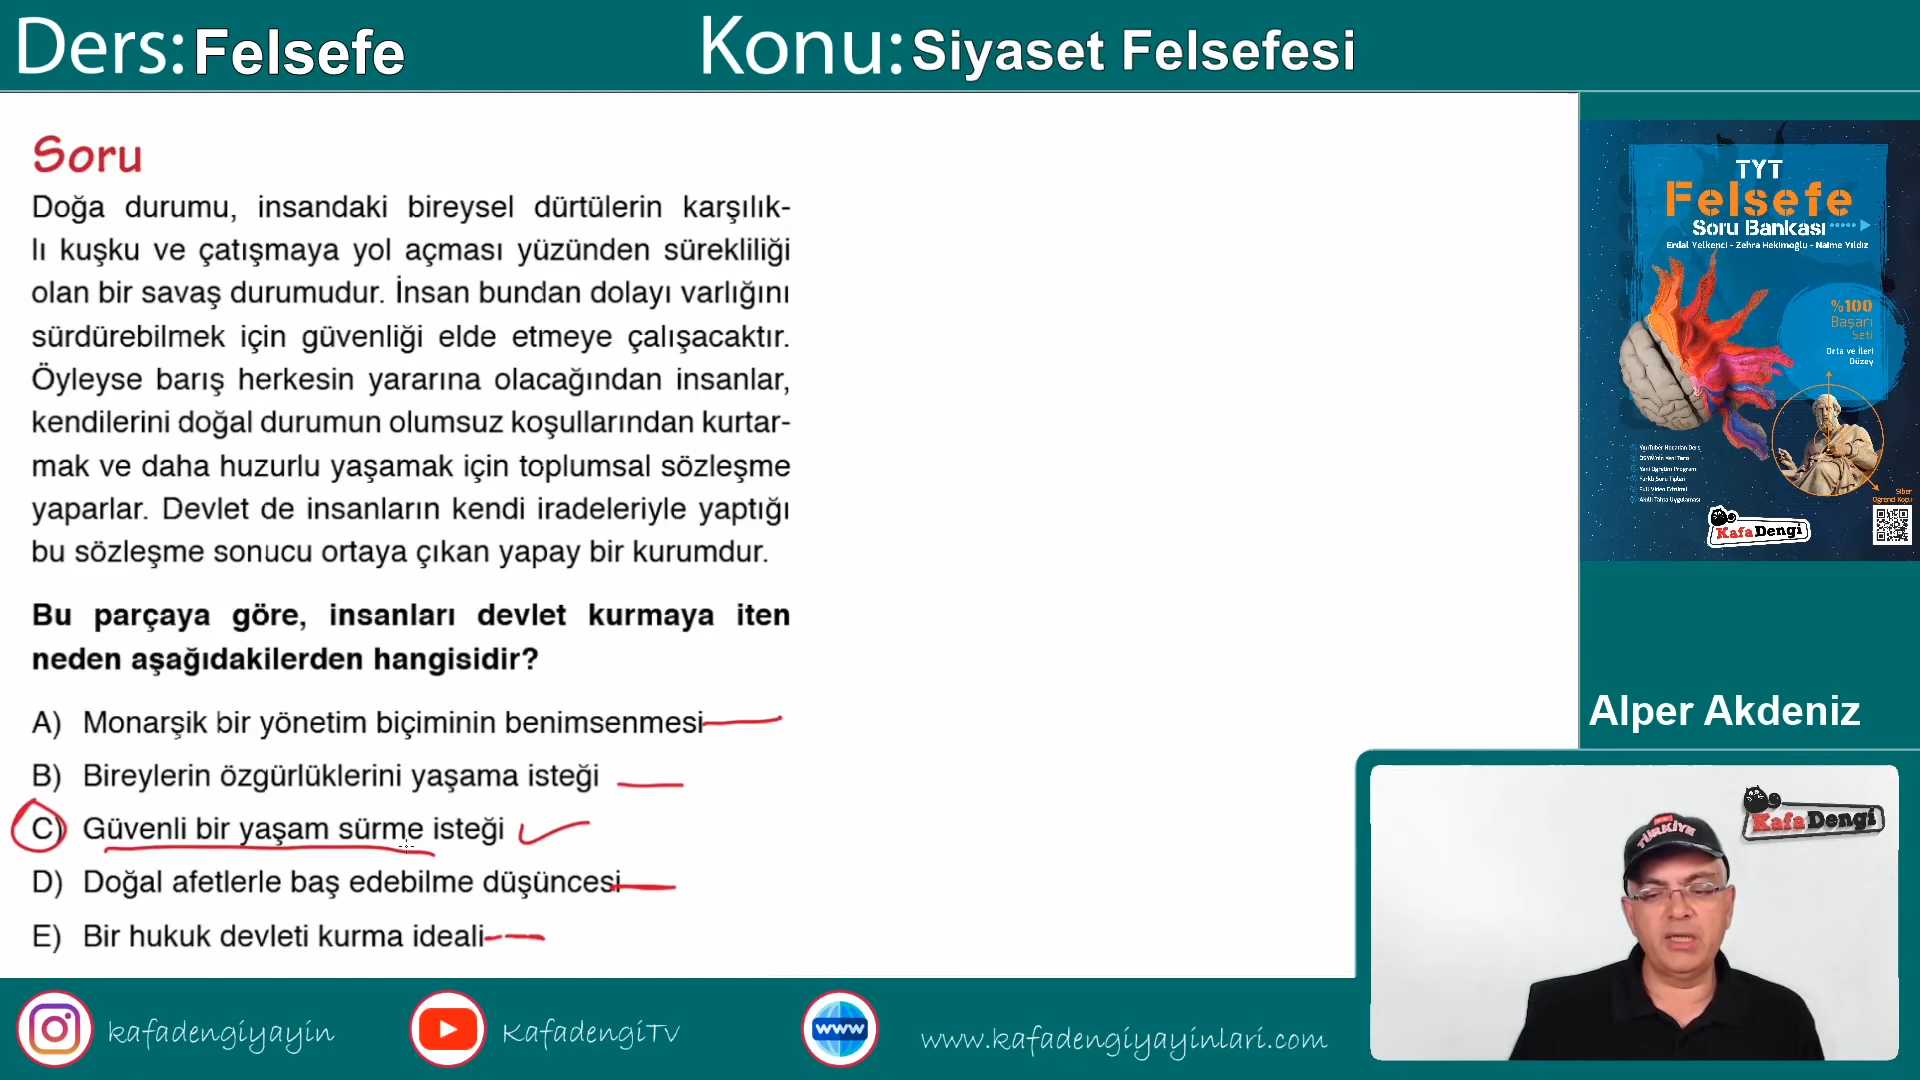 Ders: Felsefe
Konu: Siyaset Felsefesi
Soru
Doğa durumu, insandaki bireysel dürtülerin karşılık-
lı kuşku ve çatışmaya yol açması yüzünden sürekliliği
olan bir savaş durumudur. İnsan bundan dolayı varlığını
sürdürebilmek için güvenliği elde etmeye çalışacaktır.
Öyleyse barış herkesin yararına olacağından insanlar,
kendilerini doğal durumun olumsuz koşullarından kurtar-
mak ve daha huzurlu yaşamak için toplumsal sözleşme
yaparlar. Devlet de insanların kendi iradeleriyle yaptığı
bu sözleşme sonucu ortaya çıkan yapay bir kurumdur.
Bu parçaya göre, insanları devlet kurmaya iten
neden aşağıdakilerden hangisidir?
A) Monarşik bir yönetim biçiminin benimsenmesi
B) Bireylerin özgürlüklerini yaşama isteği
C) Güvenli bir yaşam sürme isteği
D) Doğal afetlerle baş edebilme düşüncesi
E) Bir hukuk devleti kurma ideali
TYT
Felsefe
Soru Bankası
Erdal Yelkenci - Zehra Hekimoğlu - Naime Yıldız
%100
Başarı
Seti
Orta ve İleri
Düzey
KafaDengi
Alper Akdeniz
KafaDengi
TÜRKİYE
kafadengiyayin
KafadengiTv
www
www.kafadengiyayinlari.com